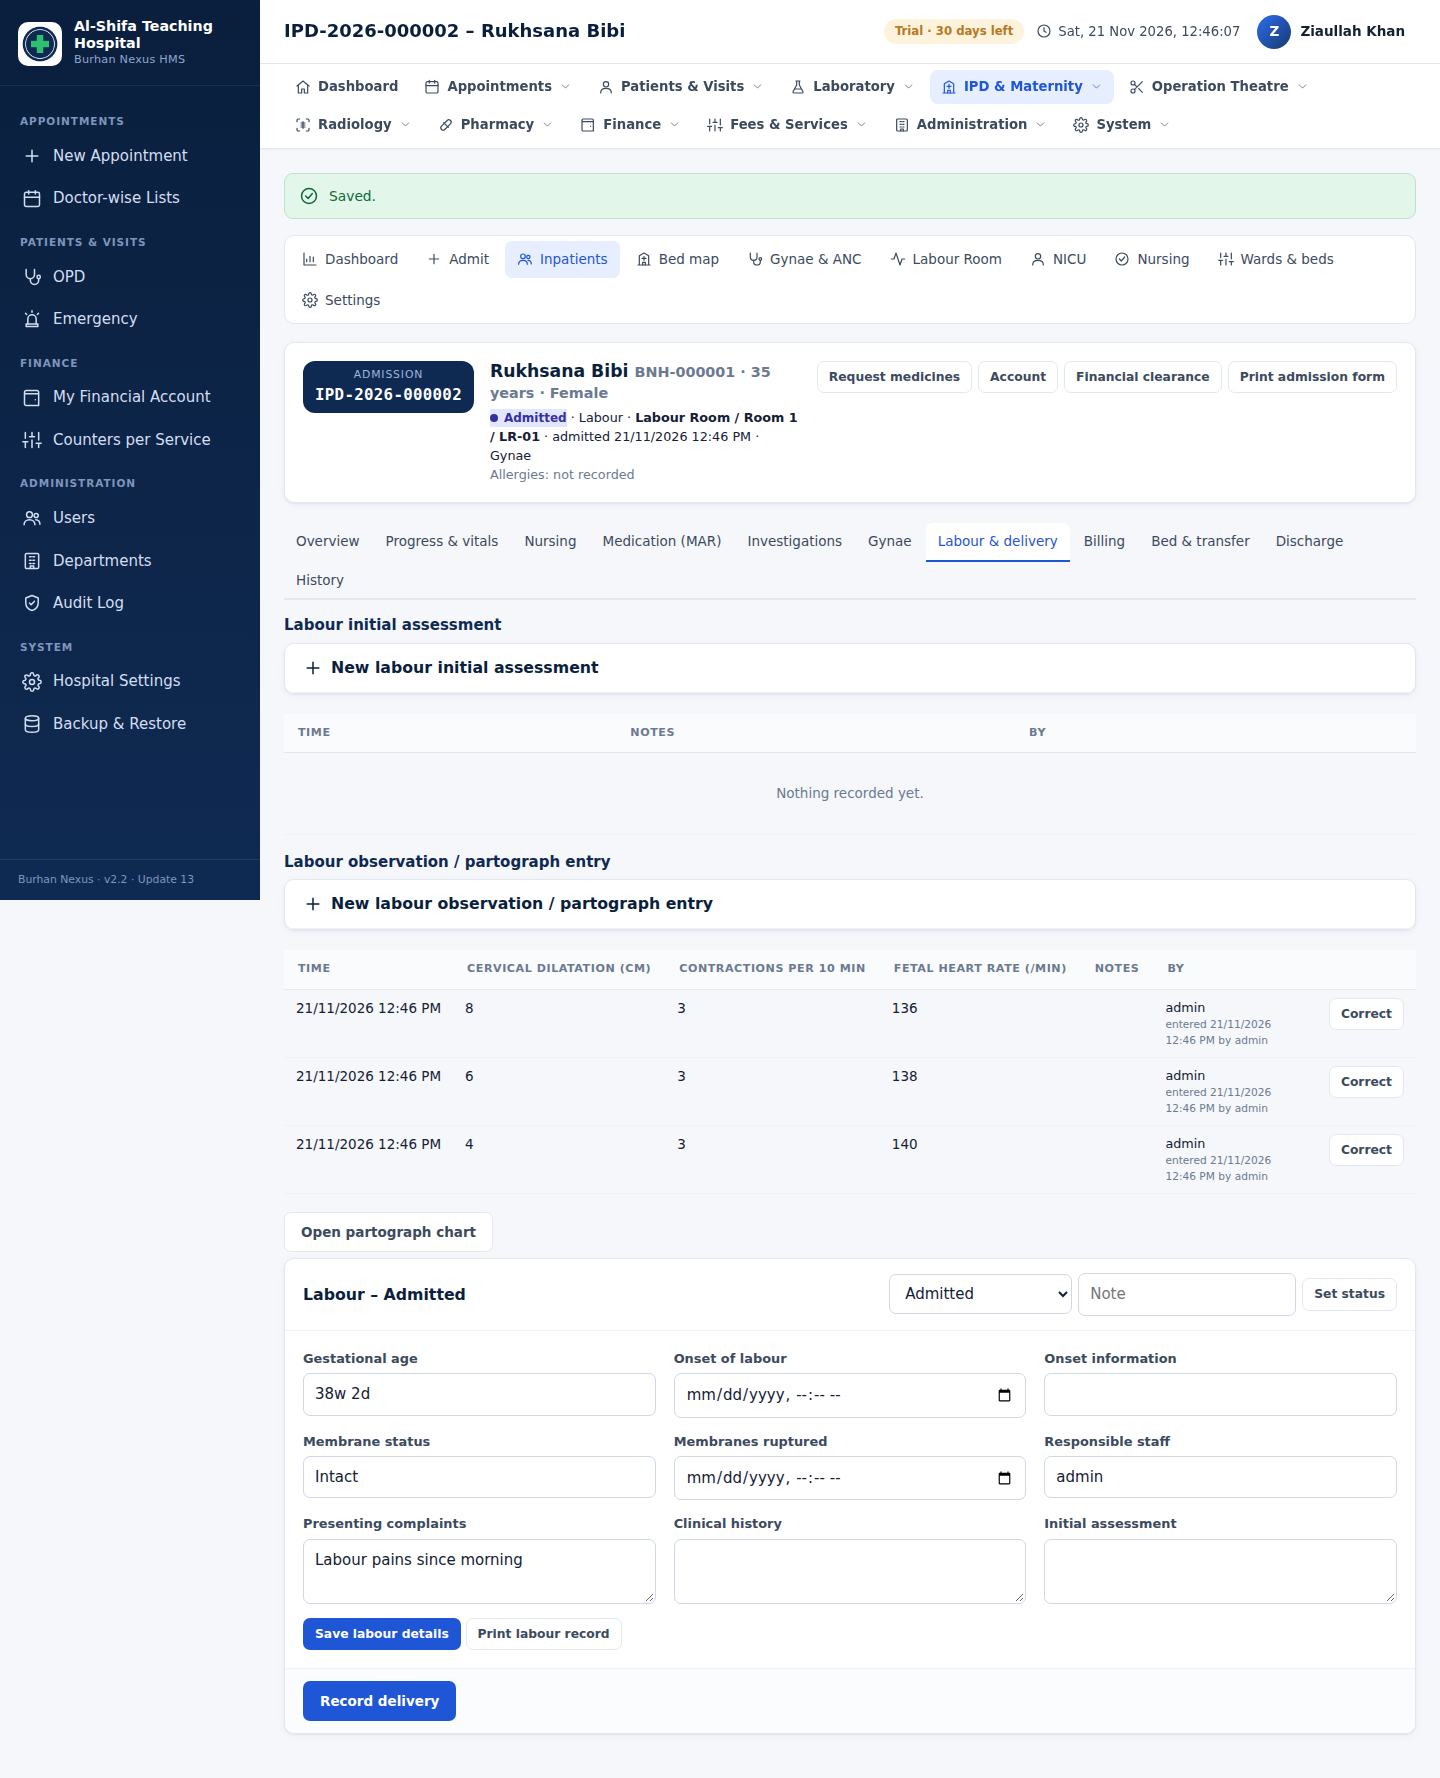 Al-Shifa Teaching
Hospital
Burhan Nexus HMS
APPOINTMENTS
New Appointment
Doctor-wise Lists
PATIENTS & VISITS
OPD
Emergency
FINANCE
My Financial Account
Counters per Service
ADMINISTRATION
Users
Departments
Audit Log
SYSTEM
Hospital Settings
Backup & Restore
Burhan Nexus · v2.2 · Update 13
IPD-2026-000002 – Rukhsana Bibi
Trial · 30 days left
Sat, 21 Nov 2026, 12:46:07
Z
Ziaullah Khan
Dashboard Appointments Patients & Visits Laboratory IPD & Maternity Operation Theatre
Radiology Pharmacy Finance Fees & Services Administration System
Saved.
Dashboard Admit Inpatients Bed map Gynae & ANC Labour Room NICU Nursing Wards & beds
Settings
ADMISSION
IPD-2026-000002
Rukhsana Bibi BNH-000001 · 35
years · Female
Admitted · Labour · Labour Room / Room 1
/ LR-01 · admitted 21/11/2026 12:46 PM ·
Gynae
Allergies: not recorded
Request medicines Account Financial clearance Print admission form
Overview Progress & vitals Nursing Medication (MAR) Investigations Gynae Labour & delivery Billing Bed & transfer Discharge
History
Labour initial assessment
New labour initial assessment
TIME NOTES BY
Nothing recorded yet.
Labour observation / partograph entry
New labour observation / partograph entry
TIME CERVICAL DILATATION (CM) CONTRACTIONS PER 10 MIN FETAL HEART RATE (/MIN) NOTES BY
21/11/2026 12:46 PM 8 3 136 admin Correct
entered 21/11/2026
12:46 PM by admin
21/11/2026 12:46 PM 6 3 138 admin Correct
entered 21/11/2026
12:46 PM by admin
21/11/2026 12:46 PM 4 3 140 admin Correct
entered 21/11/2026
12:46 PM by admin
Open partograph chart
Labour – Admitted
Admitted Note Set status
Gestational age Onset of labour Onset information
38w 2d mm/dd/yyyy, --:-- --
Membrane status Membranes ruptured Responsible staff
Intact mm/dd/yyyy, --:-- -- admin
Presenting complaints Clinical history Initial assessment
Labour pains since morning
Save labour details Print labour record
Record delivery